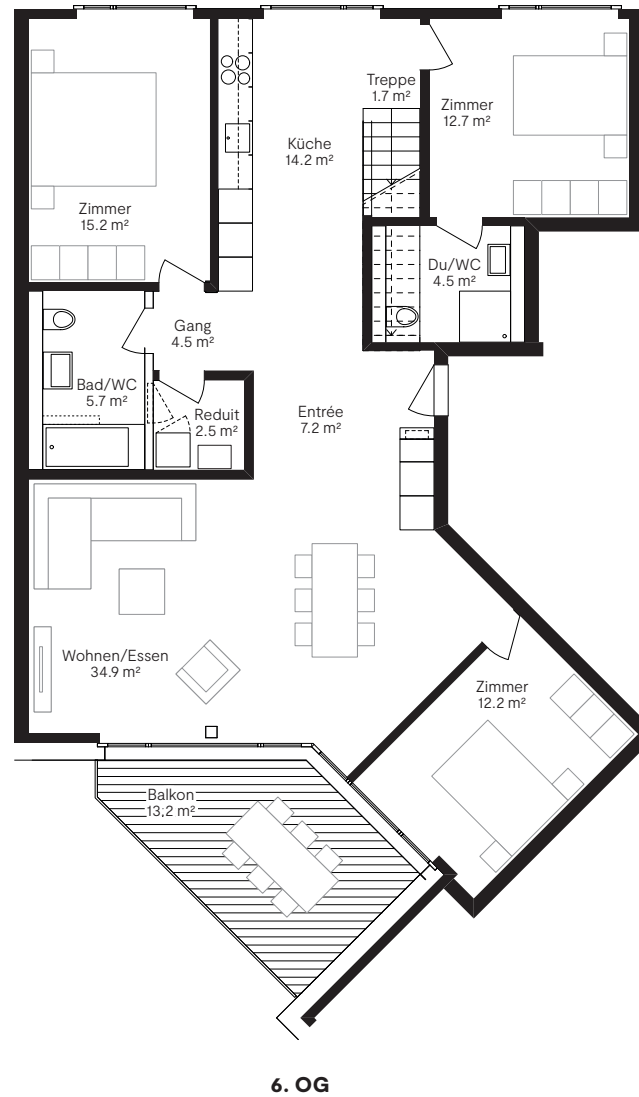 Treppe
1.7 m²
Zimmer
12.7 m²
Küche
14.2 m²
Zimmer
15.2 m²
Du/WC
4.5 m²
Gang
4.5 m²
Bad/WC
5.7 m²
Reduit
2.5 m²
Entrée
7.2 m²
Wohnen/Essen
34.9 m²
Zimmer
12.2 m²
Balkon
13,2 m²
6. OG